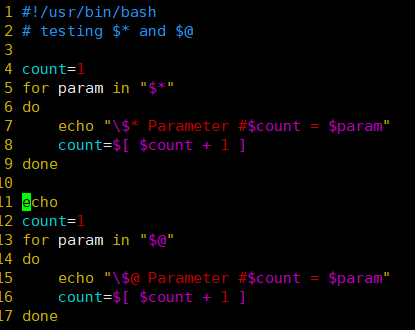 1 #!/usr/bin/bash
2 # testing $* and $@
3
4 count=1
5 for param in "$*"
6 do
7     echo "\$* Parameter #$count = $param"
8     count=$[ $count + 1 ]
9 done
10
11 echo
12 count=1
13 for param in "$@"
14 do
15     echo "\$@ Parameter #$count = $param"
16     count=$[ $count + 1 ]
17 done